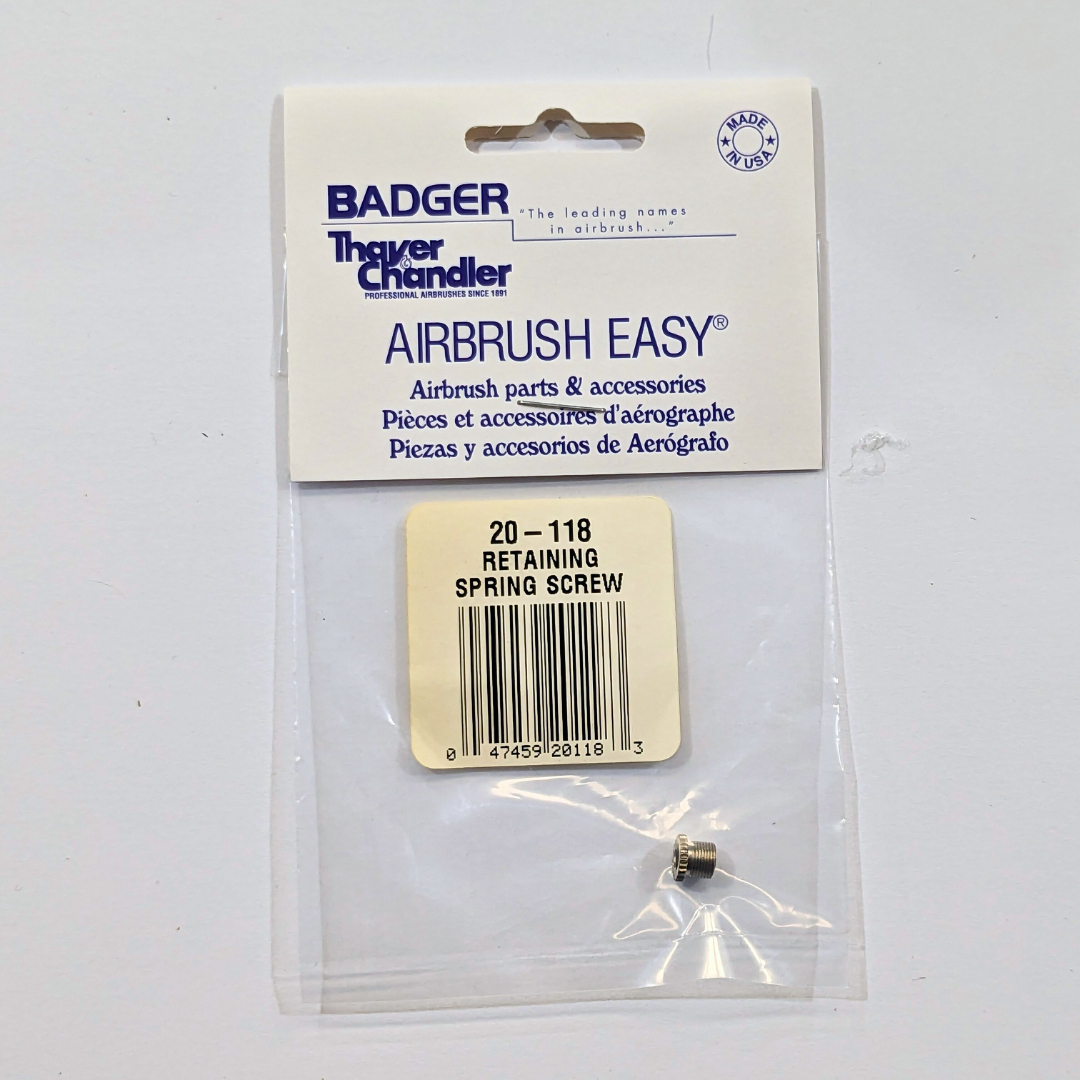 MADE
IN USA
BADGER
"The leading names
in airbrush..."
Thayer
&
Chandler
PROFESSIONAL AIRBRUSHES SINCE 1891
AIRBRUSH EASY®
Airbrush parts & accessories
Pièces et accessoires d'aérographe
Piezas y accesorios de Aerógrafo
20-118
RETAINING
SPRING SCREW
0 47459 20118 3